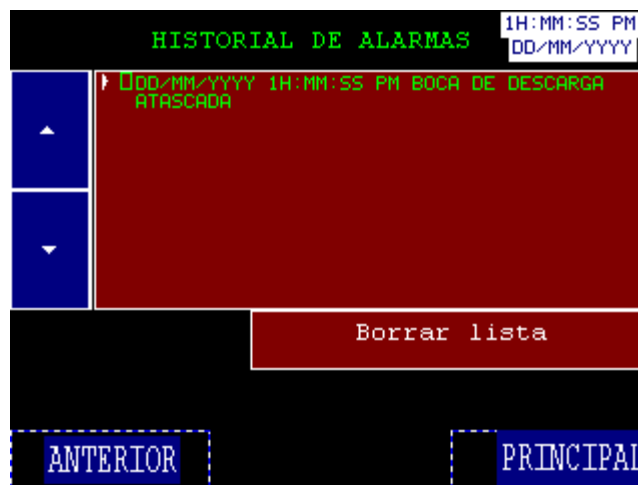 HISTORIAL DE ALARMAS
1H:MM:SS PM
DD/MM/YYYY
DD/MM/YYYY 1H:MM:SS PM BOCA DE DESCARGA
ATASCADA
Borrar lista
ANTERIOR
PRINCIPAL